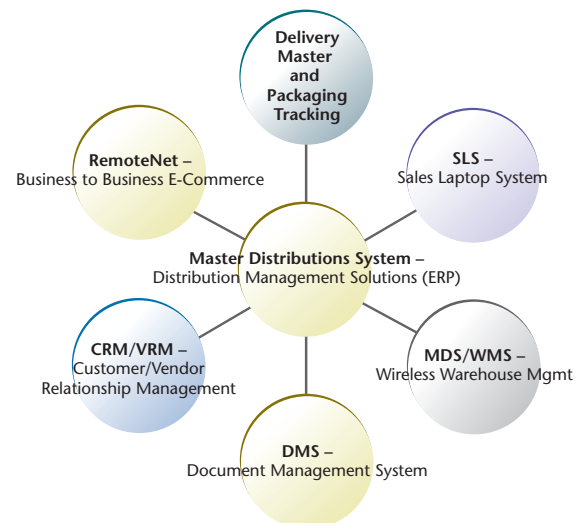 Delivery
Master
and
Packaging
Tracking
RemoteNet –
Business to Business E-Commerce
SLS –
Sales Laptop System
Master Distributions System –
Distribution Management Solutions (ERP)
CRM/VRM –
Customer/Vendor
Relationship Management
MDS/WMS –
Wireless Warehouse Mgmt
DMS –
Document Management System